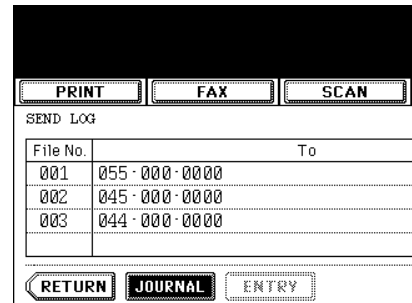 PRINT FAX SCAN
SEND LOG
File No. To
001 055-000-0000
002 045-000-0000
003 044-000-0000
RETURN JOURNAL ENTRY